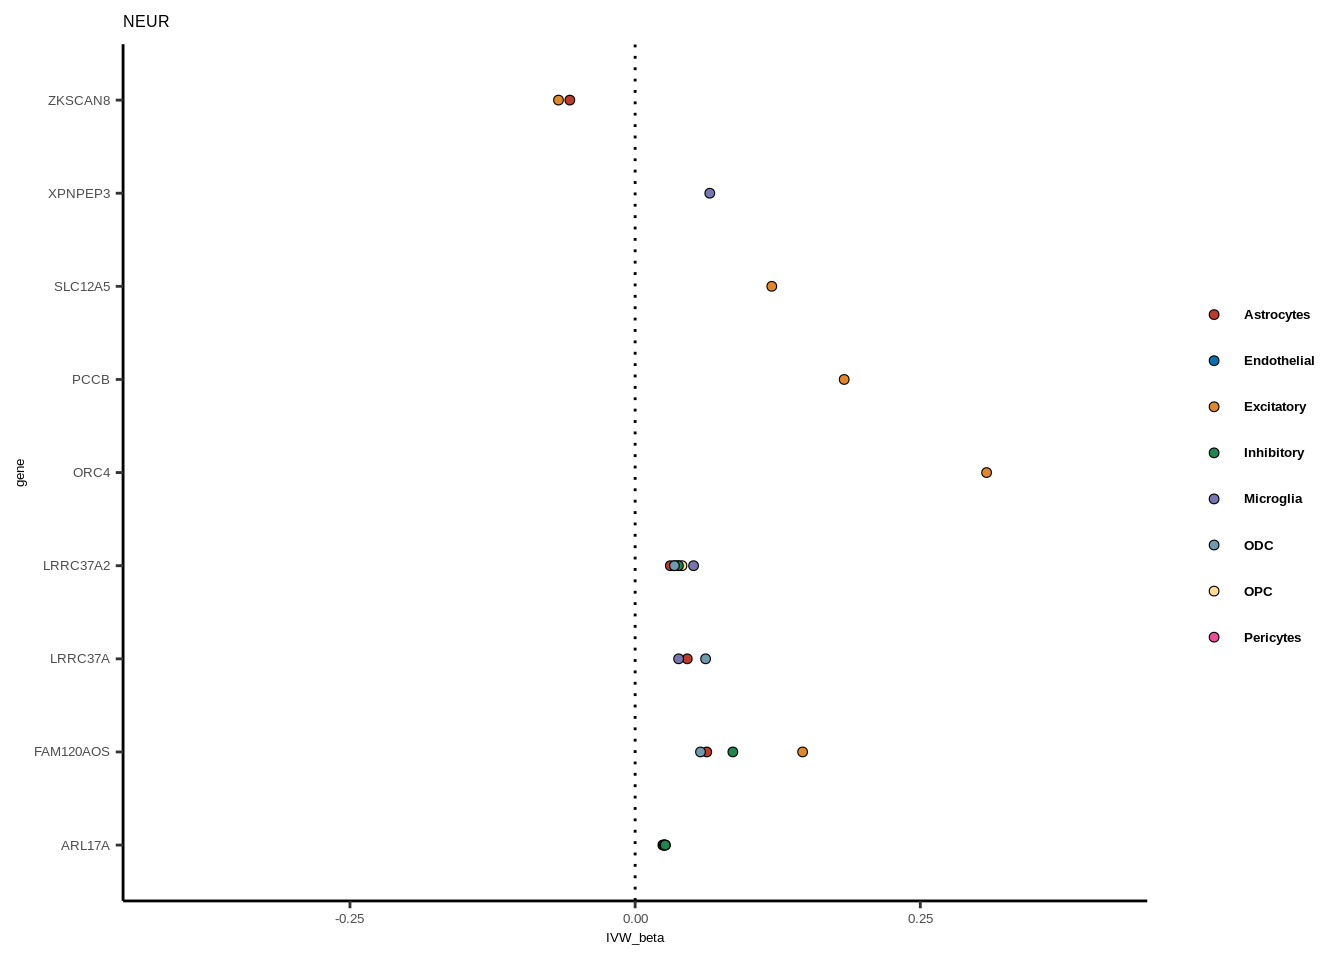 NEUR
ZKSCAN8
XPNPEP3
SLC12A5
PCCB
ORC4
LRRC37A2
LRRC37A
FAM120AOS
ARL17A
gene
-0.25
0.00
0.25
IVW_beta
Astrocytes
Endothelial
Excitatory
Inhibitory
Microglia
ODC
OPC
Pericytes